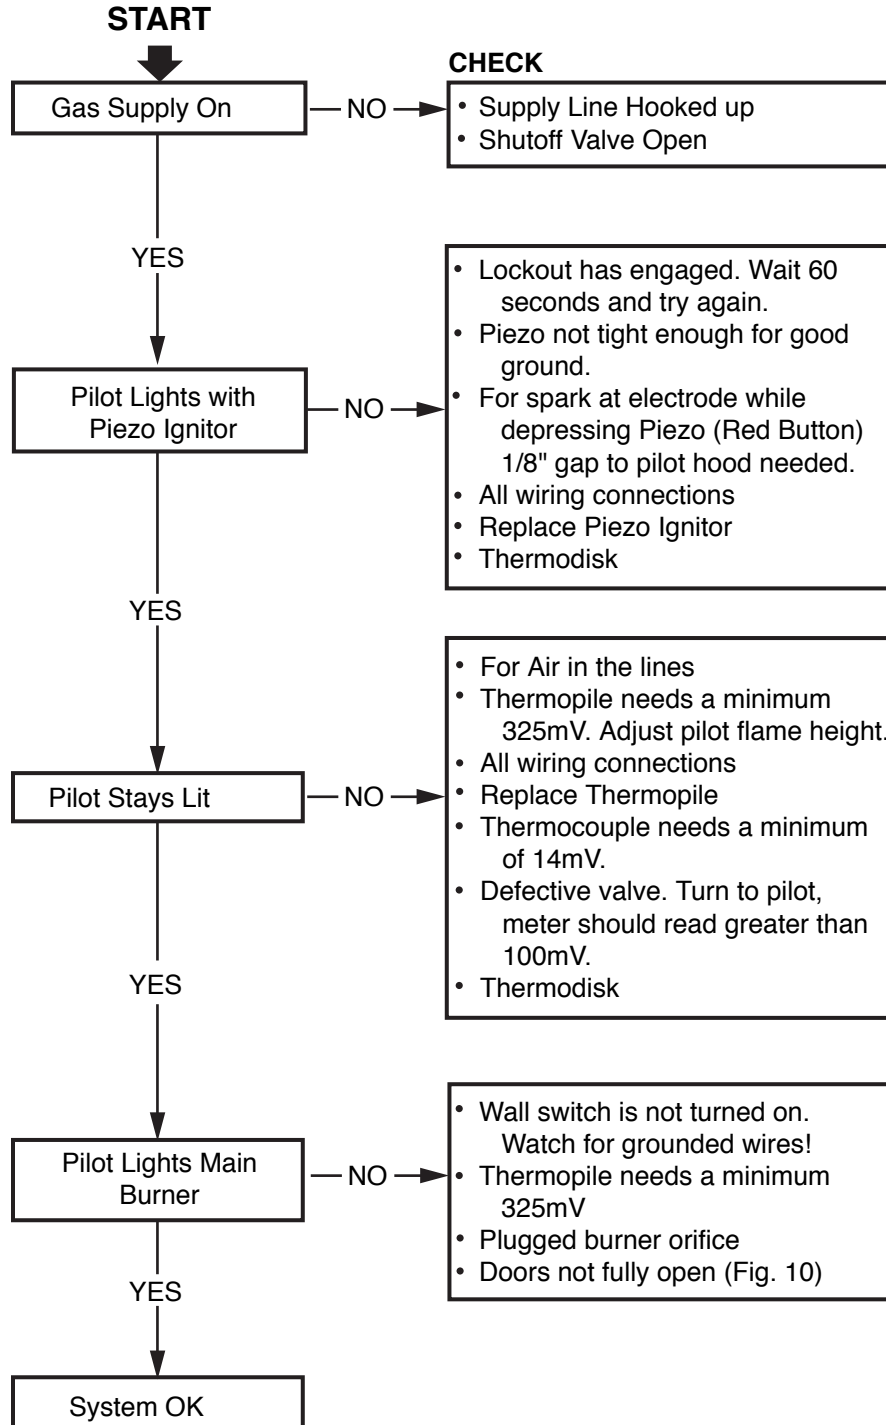 START
CHECK
Gas Supply On
NO
• Supply Line Hooked up
• Shutoff Valve Open
YES
Pilot Lights with
Piezo Ignitor
NO
• Lockout has engaged. Wait 60
seconds and try again.
• Piezo not tight enough for good
ground.
• For spark at electrode while
depressing Piezo (Red Button)
1/8" gap to pilot hood needed.
• All wiring connections
• Replace Piezo Ignitor
• Thermodisk
YES
Pilot Stays Lit
NO
• For Air in the lines
• Thermopile needs a minimum
325mV. Adjust pilot flame height.
• All wiring connections
• Replace Thermopile
• Thermocouple needs a minimum
of 14mV.
• Defective valve. Turn to pilot,
meter should read greater than
100mV.
• Thermodisk
YES
Pilot Lights Main
Burner
NO
• Wall switch is not turned on.
Watch for grounded wires!
• Thermopile needs a minimum
325mV
• Plugged burner orifice
• Doors not fully open (Fig. 10)
YES
System OK